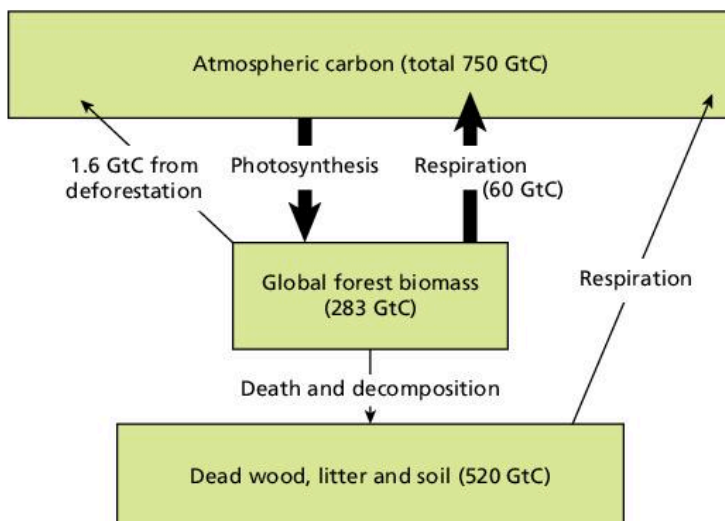 Atmospheric carbon (total 750 GtC)
1.6 GtC from
deforestation
Photosynthesis
Respiration
(60 GtC)
Global forest biomass
(283 GtC)
Respiration
Death and decomposition
Dead wood, litter and soil (520 GtC)